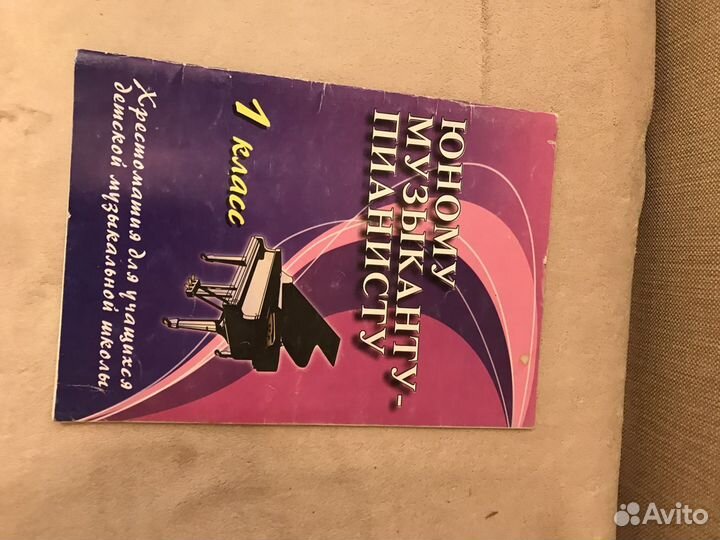 ЮНОМУ
МУЗЫКАНТУ-
ПИАНИСТУ
1 класс
Хрестоматия для учащихся
детской музыкальной школы
Avito